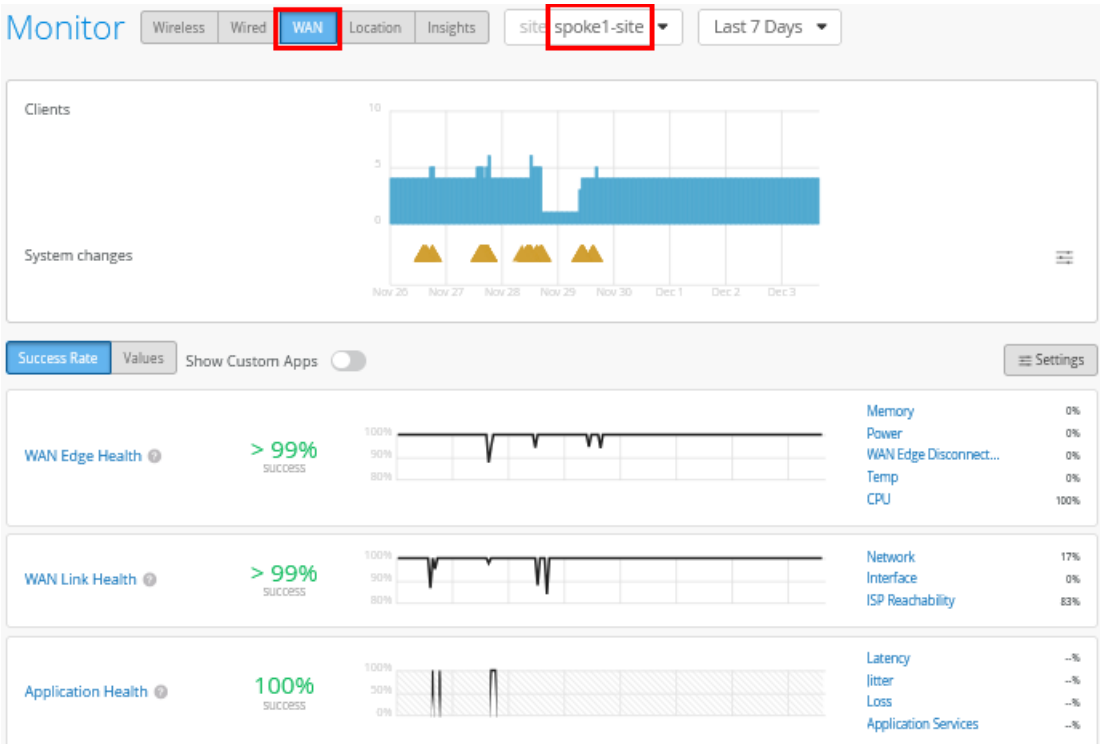 Monitor Wireless Wired WAN Location Insights site spoke1-site Last 7 Days
Clients
10
5
0
System changes
Nov 26 Nov 27 Nov 28 Nov 29 Nov 30 Dec 1 Dec 2 Dec 3
Success Rate Values Show Custom Apps Settings
WAN Edge Health ?
> 99%
success
100%
90%
80%
Memory 0%
Power 0%
WAN Edge Disconnect... 0%
Temp 0%
CPU 100%
WAN Link Health ?
> 99%
success
100%
90%
80%
Network 17%
Interface 0%
ISP Reachability 83%
Application Health ?
100%
success
100%
50%
0%
Latency --%
Jitter --%
Loss --%
Application Services --%